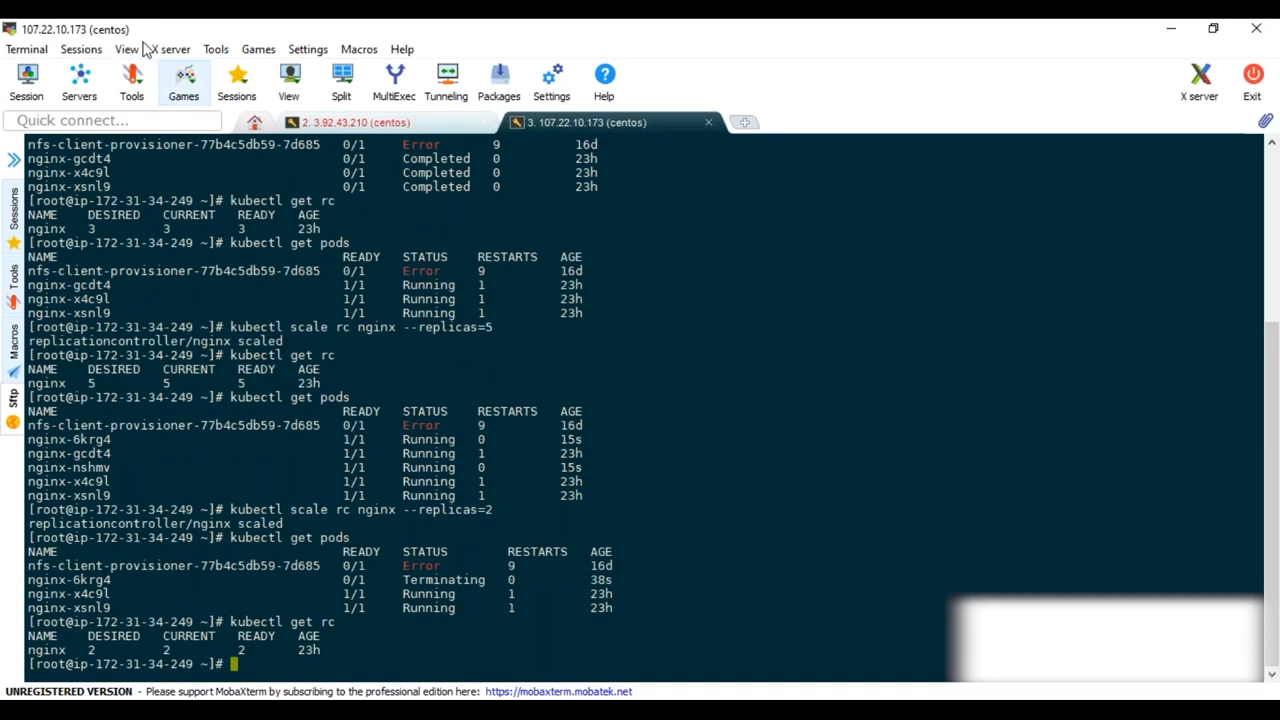 107.22.10.173 (centos)
Terminal Sessions View X server Tools Games Settings Macros Help
Session Servers Tools Games Sessions View Split MultiExec Tunneling Packages Settings Help X server Exit
Quick connect... 2. 3.92.43.210 (centos) 3. 107.22.10.173 (centos)
Sessions
Tools
Macros
Sftp
nfs-client-provisioner-77b4c5db59-7d685 0/1 Error 9 16d
nginx-gcdt4 0/1 Completed 0 23h
nginx-x4c9l 0/1 Completed 0 23h
nginx-xsnl9 0/1 Completed 0 23h
[root@ip-172-31-34-249 ~]# kubectl get rc
NAME DESIRED CURRENT READY AGE
nginx 3 3 3 23h
[root@ip-172-31-34-249 ~]# kubectl get pods
NAME READY STATUS RESTARTS AGE
nfs-client-provisioner-77b4c5db59-7d685 0/1 Error 9 16d
nginx-gcdt4 1/1 Running 1 23h
nginx-x4c9l 1/1 Running 1 23h
nginx-xsnl9 1/1 Running 1 23h
[root@ip-172-31-34-249 ~]# kubectl scale rc nginx --replicas=5
replicationcontroller/nginx scaled
[root@ip-172-31-34-249 ~]# kubectl get rc
NAME DESIRED CURRENT READY AGE
nginx 5 5 5 23h
[root@ip-172-31-34-249 ~]# kubectl get pods
NAME READY STATUS RESTARTS AGE
nfs-client-provisioner-77b4c5db59-7d685 0/1 Error 9 16d
nginx-6krg4 1/1 Running 0 15s
nginx-gcdt4 1/1 Running 1 23h
nginx-nshmv 1/1 Running 0 15s
nginx-x4c9l 1/1 Running 1 23h
nginx-xsnl9 1/1 Running 1 23h
[root@ip-172-31-34-249 ~]# kubectl scale rc nginx --replicas=2
replicationcontroller/nginx scaled
[root@ip-172-31-34-249 ~]# kubectl get pods
NAME READY STATUS RESTARTS AGE
nfs-client-provisioner-77b4c5db59-7d685 0/1 Error 9 16d
nginx-6krg4 0/1 Terminating 0 38s
nginx-x4c9l 1/1 Running 1 23h
nginx-xsnl9 1/1 Running 1 23h
[root@ip-172-31-34-249 ~]# kubectl get rc
NAME DESIRED CURRENT READY AGE
nginx 2 2 2 23h
[root@ip-172-31-34-249 ~]#
UNREGISTERED VERSION - Please support MobaXterm by subscribing to the professional edition here: https://mobaxterm.mobatek.net